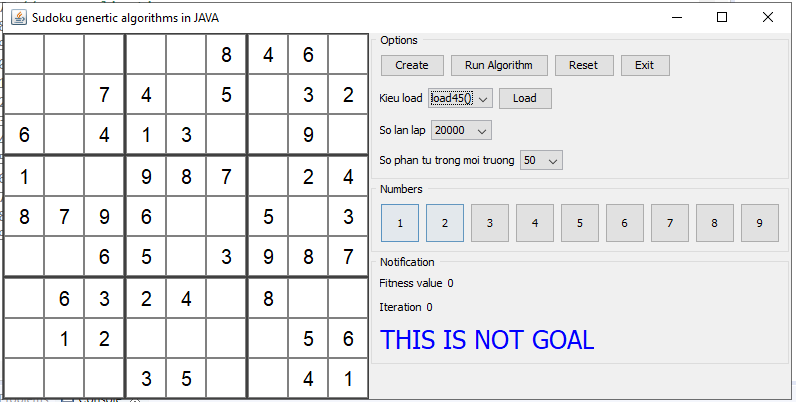 Sudoku genertic algorithms in JAVA
8 4 6
7 4 5 3 2
6 4 1 3 9
1 9 8 7 2 4
8 7 9 6 5 3
6 5 3 9 8 7
6 3 2 4 8
1 2 5 6
3 5 4 1
Options
Create Run Algorithm Reset Exit
Kieu load load45() Load
So lan lap 20000
So phan tu trong moi truong 50
Numbers
1 2 3 4 5 6 7 8 9
Notification
Fitness value 0
Iteration 0
THIS IS NOT GOAL